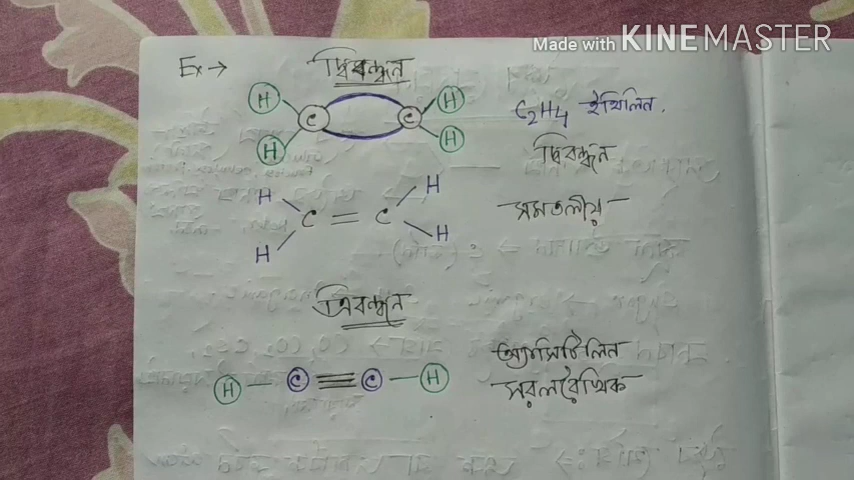 Made with KINEMASTER
Ex → দ্বিবন্ধন
H C C H
H H
C2H4 ইথিলিন.
দ্বিবন্ধন
H H
C = C
H H
সমতলীয়
ত্রিবন্ধন
H — C ≡ C — H
অ্যাসিটিলিন
সরলরৈখিক